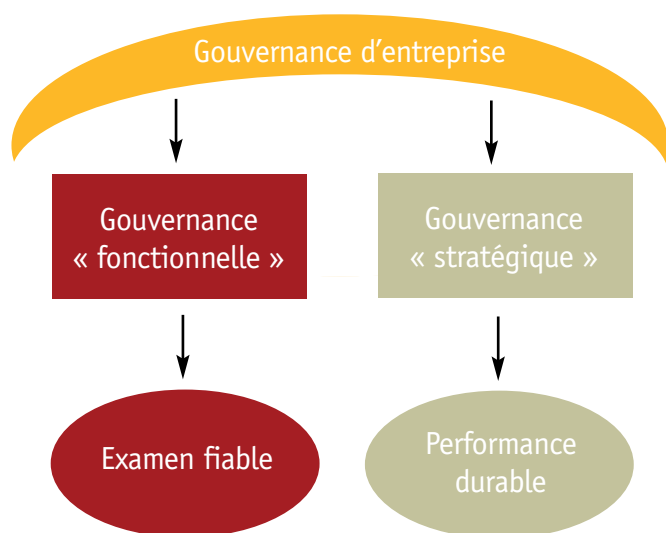 Gouvernance d’entreprise
Gouvernance
« fonctionnelle »
Gouvernance
« stratégique »
Examen fiable
Performance
durable